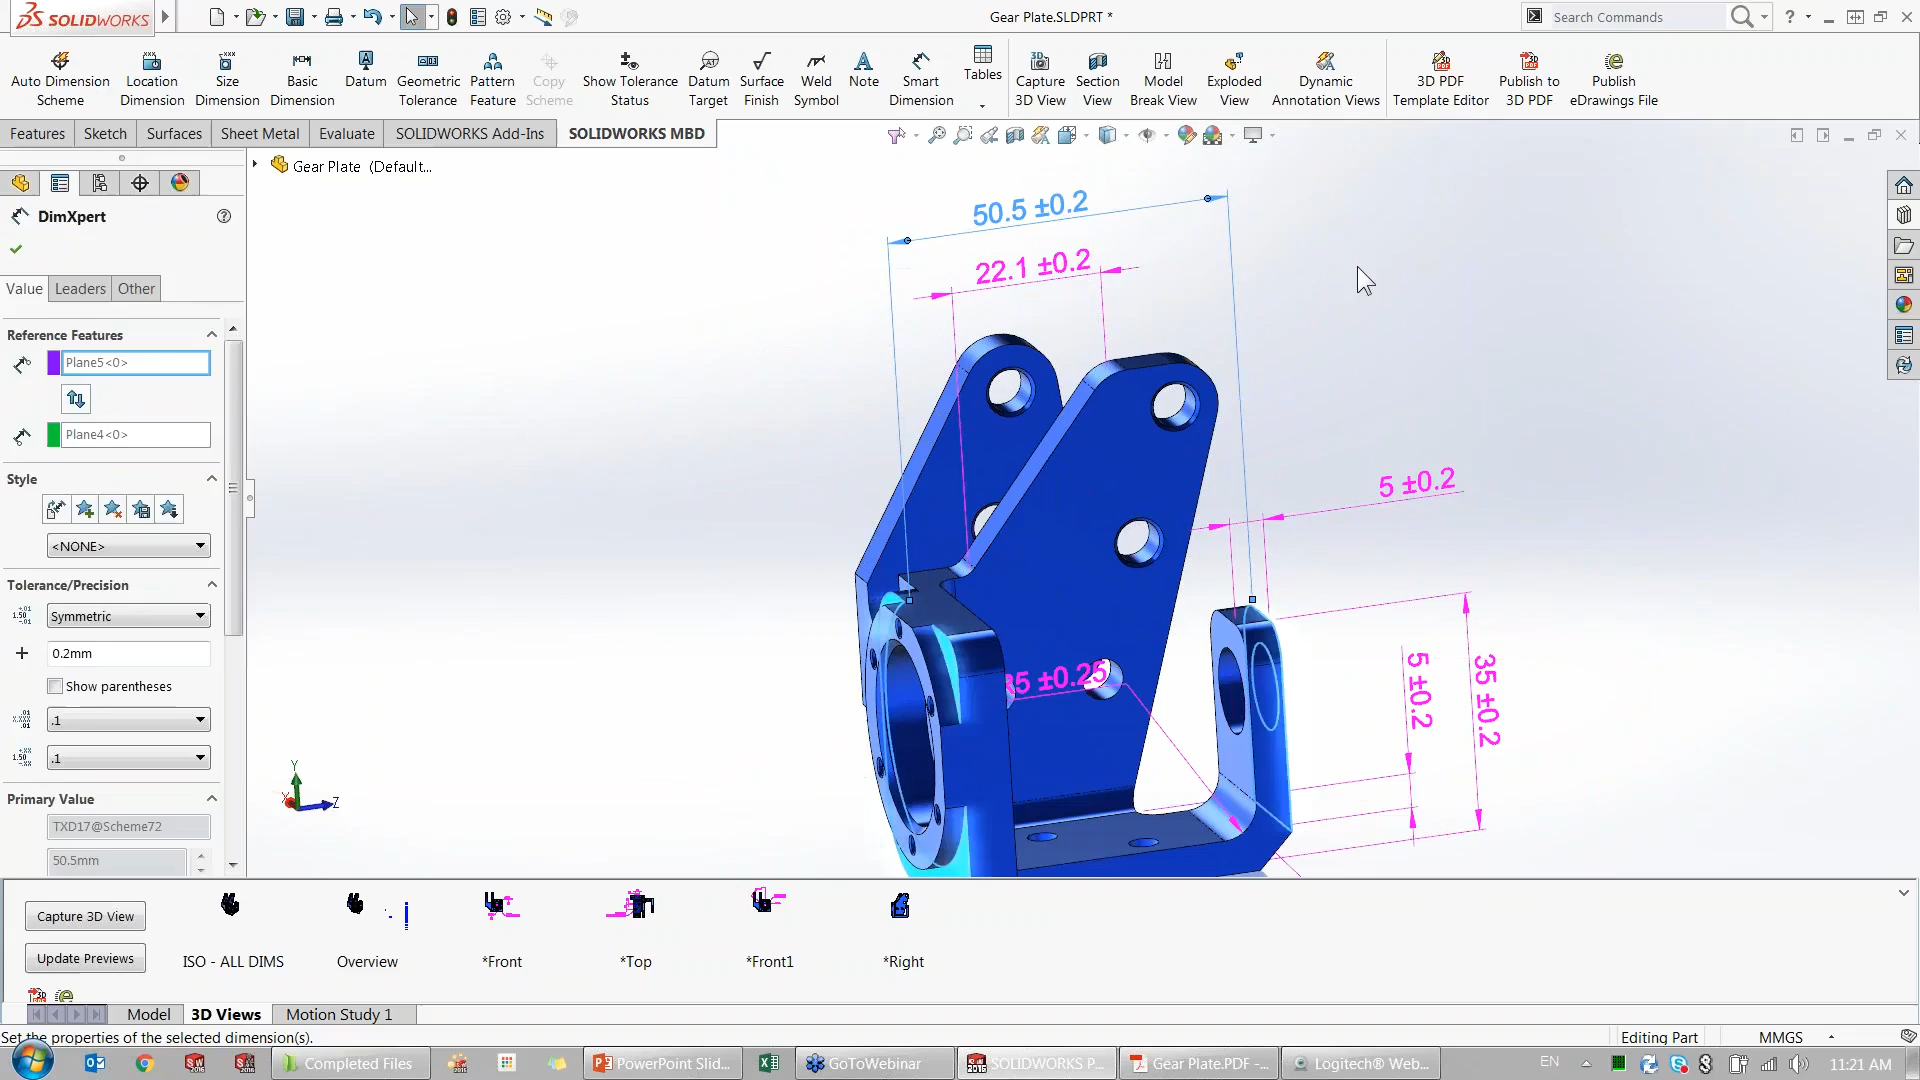 SOLIDWORKS
Gear Plate.SLDPRT *
Search Commands
Auto Dimension Scheme
Location Dimension
Size Dimension
Basic Dimension
Datum
Geometric Tolerance
Pattern Feature
Copy Scheme
Show Tolerance Status
Datum Target
Surface Finish
Weld Symbol
Note
Smart Dimension
Tables
Capture 3D View
Section View
Model Break View
Exploded View
Dynamic Annotation Views
3D PDF Template Editor
Publish to 3D PDF
Publish eDrawings File
Features Sketch Surfaces Sheet Metal Evaluate SOLIDWORKS Add-Ins SOLIDWORKS MBD
Gear Plate (Default...
DimXpert
Value Leaders Other
Reference Features
Plane5<0>
Plane4<0>
Style
<NONE>
Tolerance/Precision
Symmetric
0.2mm
Show parentheses
.1
.1
Primary Value
TXD17@Scheme72
50.5mm
50.5 ±0.2
22.1 ±0.2
5 ±0.2
5 ±0.2
35 ±0.2
35 ±0.25
Y
X
Z
Capture 3D View
Update Previews
ISO - ALL DIMS
Overview
*Front
*Top
*Front1
*Right
Model 3D Views Motion Study 1
Set the properties of the selected dimension(s).
Editing Part
MMGS
Completed Files
PowerPoint Slid...
GoToWebinar
SOLIDWORKS P...
Gear Plate.PDF -...
Logitech® Web...
EN
11:21 AM